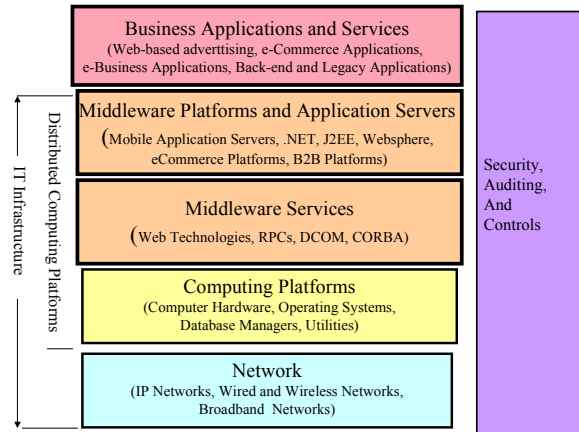 Business Applications and Services
(Web-based adverttising, e-Commerce Applications,
e-Business Applications, Back-end and Legacy Applications)
Middleware Platforms and Application Servers
(Mobile Application Servers, .NET, J2EE, Websphere,
eCommerce Platforms, B2B Platforms)
Middleware Services
(Web Technologies, RPCs, DCOM, CORBA)
Computing Platforms
(Computer Hardware, Operating Systems,
Database Managers, Utilities)
Network
(IP Networks, Wired and Wireless Networks,
Broadband Networks)
IT Infrastructure
Distributed Computing Platforms
Security,
Auditing,
And
Controls